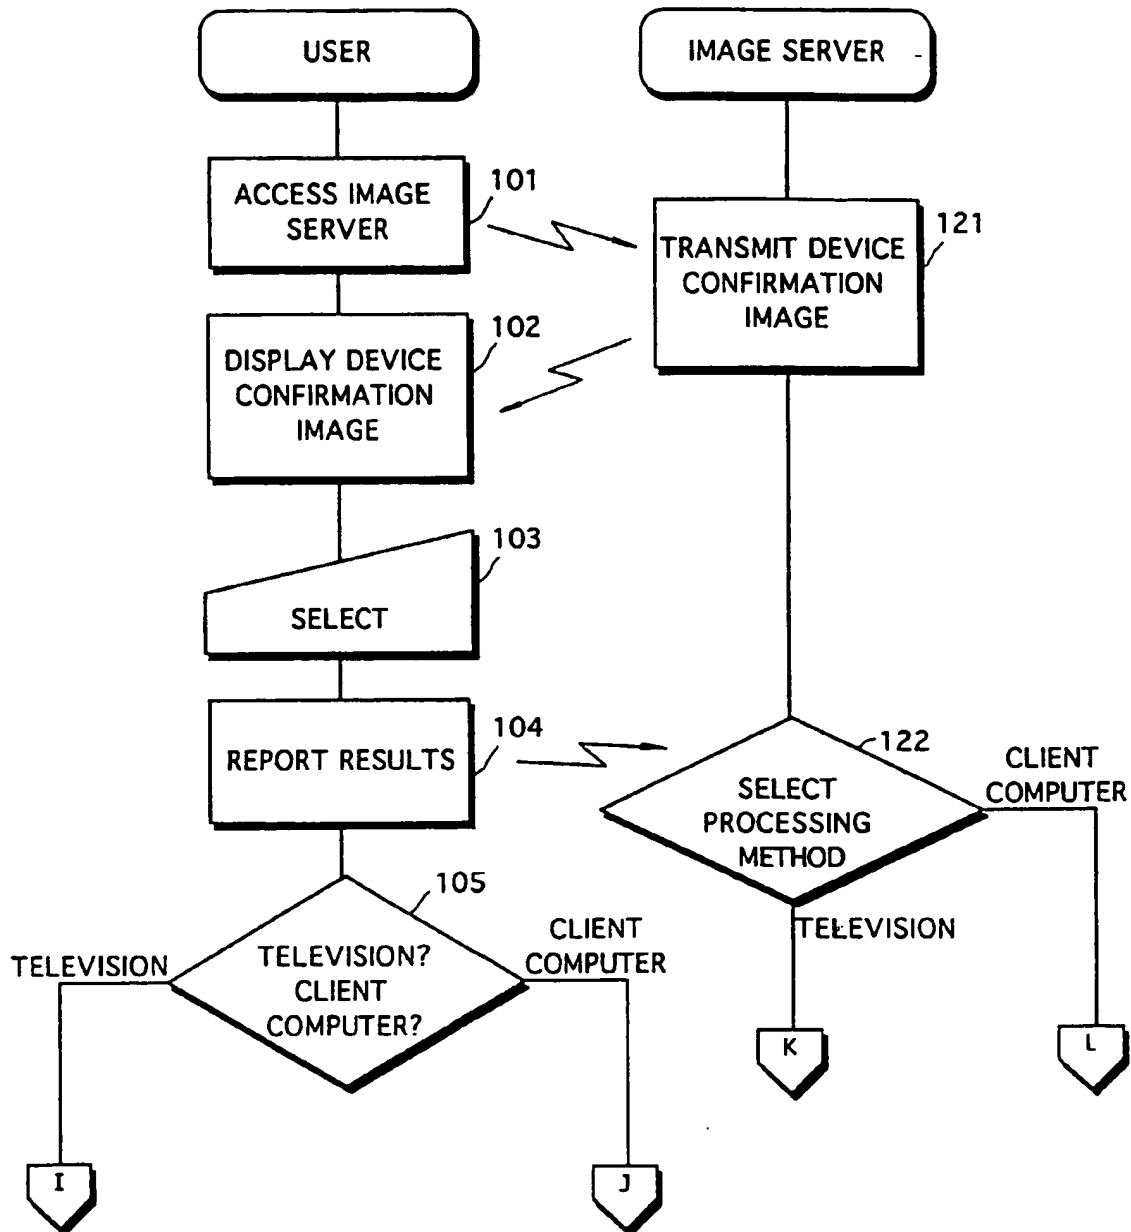 USER
IMAGE SERVER
ACCESS IMAGE
SERVER
101
TRANSMIT DEVICE
CONFIRMATION
IMAGE
121
DISPLAY DEVICE
CONFIRMATION
IMAGE
102
SELECT
103
REPORT RESULTS
104
SELECT
PROCESSING
METHOD
122
CLIENT
COMPUTER
TELEVISION
TELEVISION?
CLIENT
COMPUTER?
105
TELEVISION
CLIENT
COMPUTER
K
L
I
J